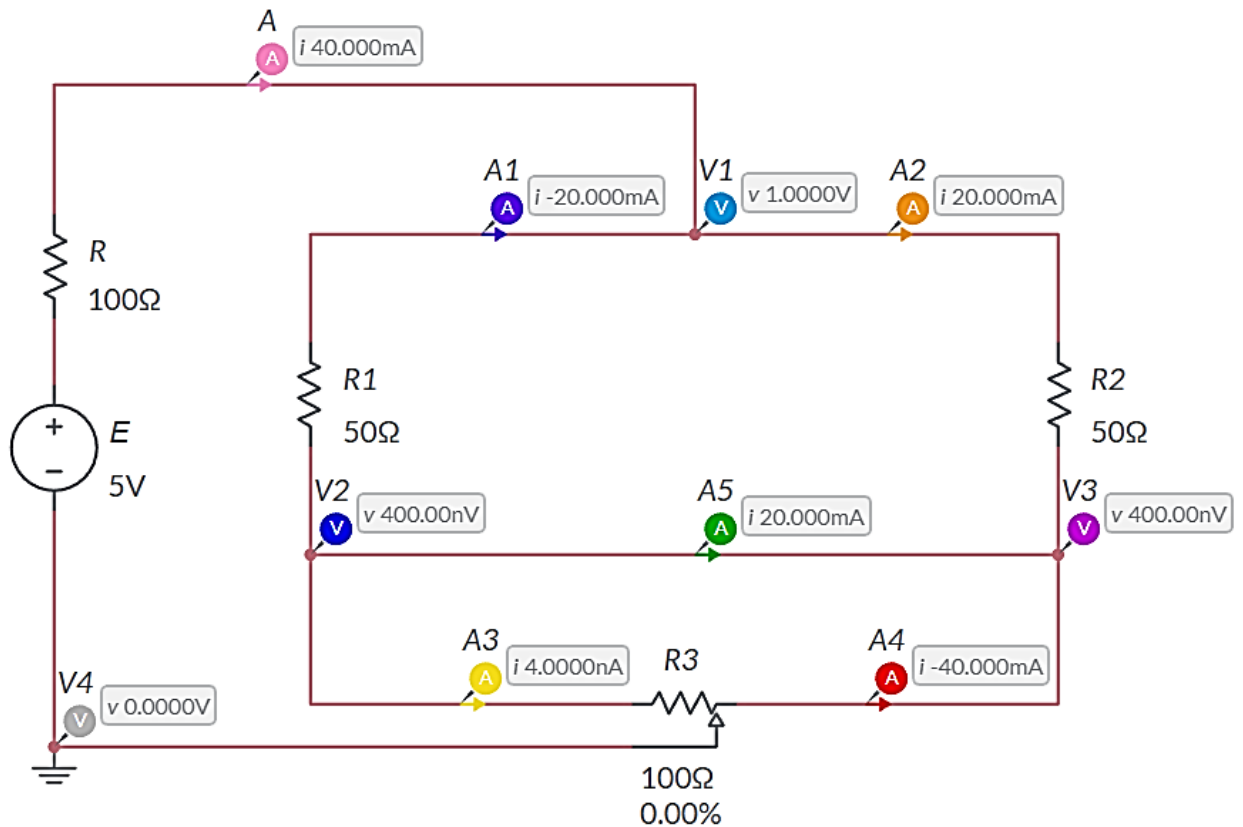 A
i 40.000mA
A
A1
i -20.000mA
A
V1
v 1.0000V
V
A2
i 20.000mA
A
R
100Ω
R1
50Ω
R2
50Ω
+
−
E
5V
V2
v 400.00nV
V
A5
i 20.000mA
A
V3
v 400.00nV
V
A3
i 4.0000nA
A
R3
A4
i -40.000mA
A
V4
v 0.0000V
V
100Ω
0.00%